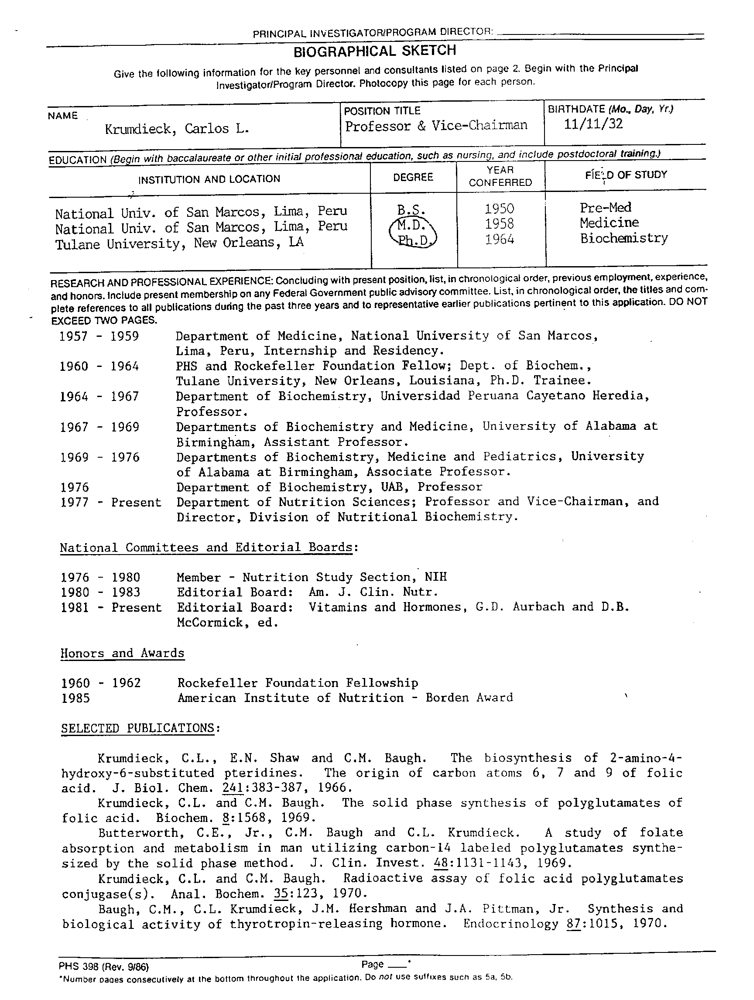 PRINCIPAL INVESTIGATOR/PROGRAM DIRECTOR:
BIOGRAPHICAL SKETCH
Give the following information for the key personnel and consultants listed on page 2. Begin with the Principal
Investigator/Program Director. Photocopy this page for each person.
NAME POSITION TITLE BIRTHDATE (Mo., Day, Yr.)
Krumdieck, Carlos L. Professor & Vice-Chairman 11/11/32
EDUCATION (Begin with baccalaureate or other initial professional education, such as nursing, and include postdoctoral training.)
INSTITUTION AND LOCATION DEGREE YEAR CONFERRED FIELD OF STUDY
National Univ. of San Marcos, Lima, Peru B.S. 1950 Pre-Med
National Univ. of San Marcos, Lima, Peru M.D. 1958 Medicine
Tulane University, New Orleans, LA Ph.D. 1964 Biochemistry
RESEARCH AND PROFESSIONAL EXPERIENCE: Concluding with present position, list, in chronological order, previous employment, experience,
and honors. Include present membership on any Federal Government public advisory committee. List, in chronological order, the titles and com-
plete references to all publications during the past three years and to representative earlier publications pertinent to this application. DO NOT
EXCEED TWO PAGES.
1957 - 1959 Department of Medicine, National University of San Marcos,
Lima, Peru, Internship and Residency.
1960 - 1964 PHS and Rockefeller Foundation Fellow; Dept. of Biochem.,
Tulane University, New Orleans, Louisiana, Ph.D. Trainee.
1964 - 1967 Department of Biochemistry, Universidad Peruana Cayetano Heredia,
Professor.
1967 - 1969 Departments of Biochemistry and Medicine, University of Alabama at
Birmingham, Assistant Professor.
1969 - 1976 Departments of Biochemistry, Medicine and Pediatrics, University
of Alabama at Birmingham, Associate Professor.
1976 Department of Biochemistry, UAB, Professor
1977 - Present Department of Nutrition Sciences; Professor and Vice-Chairman, and
Director, Division of Nutritional Biochemistry.
National Committees and Editorial Boards:
1976 - 1980 Member - Nutrition Study Section, NIH
1980 - 1983 Editorial Board: Am. J. Clin. Nutr.
1981 - Present Editorial Board: Vitamins and Hormones, G.D. Aurbach and D.B.
McCormick, ed.
Honors and Awards
1960 - 1962 Rockefeller Foundation Fellowship
1985 American Institute of Nutrition - Borden Award
SELECTED PUBLICATIONS:
Krumdieck, C.L., E.N. Shaw and C.M. Baugh. The biosynthesis of 2-amino-4-
hydroxy-6-substituted pteridines. The origin of carbon atoms 6, 7 and 9 of folic
acid. J. Biol. Chem. 241:383-387, 1966.
Krumdieck, C.L. and C.M. Baugh. The solid phase synthesis of polyglutamates of
folic acid. Biochem. 8:1568, 1969.
Butterworth, C.E., Jr., C.M. Baugh and C.L. Krumdieck. A study of folate
absorption and metabolism in man utilizing carbon-14 labeled polyglutamates synthe-
sized by the solid phase method. J. Clin. Invest. 48:1131-1143, 1969.
Krumdieck, C.L. and C.M. Baugh. Radioactive assay of folic acid polyglutamates
conjugase(s). Anal. Bochem. 35:123, 1970.
Baugh, C.M., C.L. Krumdieck, J.M. Hershman and J.A. Pittman, Jr. Synthesis and
biological activity of thyrotropin-releasing hormone. Endocrinology 87:1015, 1970.
PHS 398 (Rev. 9/86) Page ___*
*Number pages consecutively at the bottom throughout the application. Do not use suffixes such as 5a, 5b.